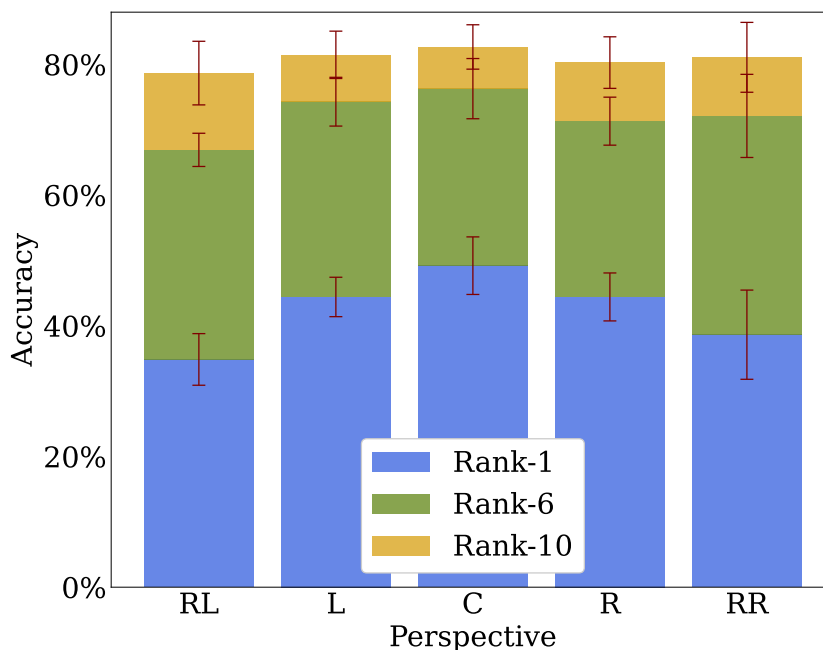 Accuracy
80%
60%
40%
20%
0%
Rank-1
Rank-6
Rank-10
RL L C R RR
Perspective